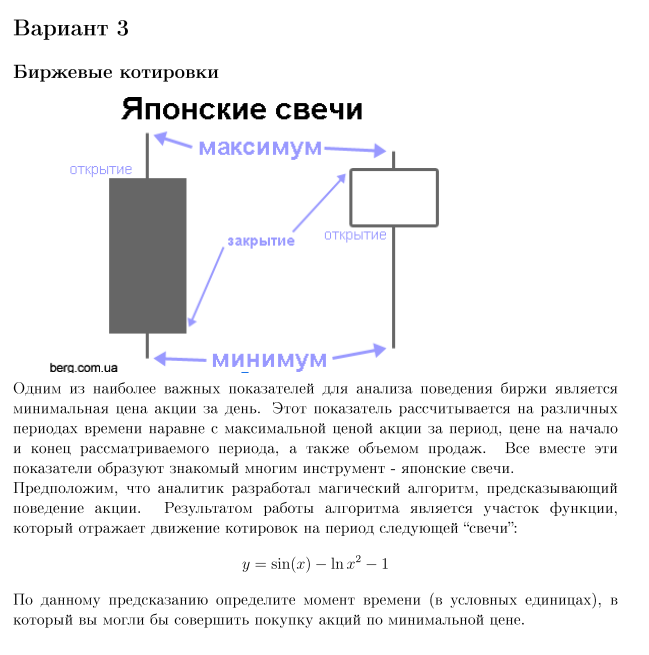 Вариант 3
Биржевые котировки
Японские свечи
максимум
открытие
закрытие
открытие
минимум
berg.com.ua
Одним из наиболее важных показателей для анализа поведения биржи является
минимальная цена акции за день. Этот показатель рассчитывается на различных
периодах времени наравне с максимальной ценой акции за период, цене на начало
и конец рассматриваемого периода, а также объемом продаж. Все вместе эти
показатели образуют знакомый многим инструмент - японские свечи.
Предположим, что аналитик разработал магический алгоритм, предсказывающий
поведение акции. Результатом работы алгоритма является участок функции,
который отражает движение котировок на период следующей “свечи”:
y = sin(x) − ln x² − 1
По данному предсказанию определите момент времени (в условных единицах), в
который вы могли бы совершить покупку акций по минимальной цене.